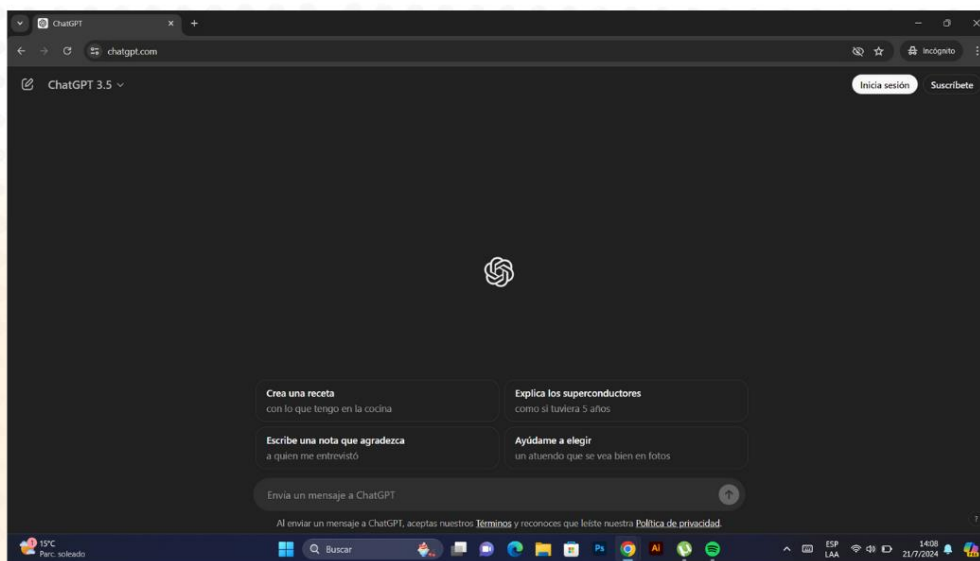 ChatGPT
chatgpt.com
Incógnito
ChatGPT 3.5
Inicia sesión
Suscríbete
Crea una receta
con lo que tengo en la cocina
Explica los superconductores
como si tuviera 5 años
Escribe una nota que agradezca
a quien me entrevistó
Ayúdame a elegir
un atuendo que se vea bien en fotos
Envía un mensaje a ChatGPT
Al enviar un mensaje a ChatGPT, aceptas nuestros Términos y reconoces que leíste nuestra Política de privacidad.
?
1
15°C
Parc. soleado
Buscar
Ps
Ai
ESP
LAA
14:08
21/7/2024